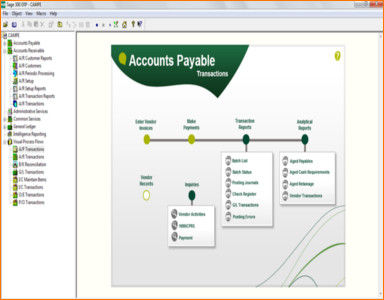 Sage 300 ERP - CAMPE
File Object View Macro Help
CAMPE
Accounts Payable
Accounts Receivable
A/R Customer Reports
A/R Customers
A/R Periodic Processing
A/R Setup
A/R Setup Reports
A/R Transaction Reports
A/R Transactions
Administrative Services
Common Services
General Ledger
Intelligence Reporting
Visual Process Flows
A/P Transactions
A/R Transactions
B/K Reconciliation
G/L Transactions
I/C Maintain Items
I/C Transactions
O/E Transactions
P/O Transactions
Accounts Payable
Transactions
?
Enter Vendor Invoices
Make Payments
Transaction Reports
Analytical Reports
Batch List
Batch Status
Posting Journals
Check Register
G/L Transactions
Posting Errors
Aged Payables
Aged Cash Requirements
Aged Retainage
Vendor Transactions
Vendor Records
Inquiries
Vendor Activities
1099/CPRS
Payment